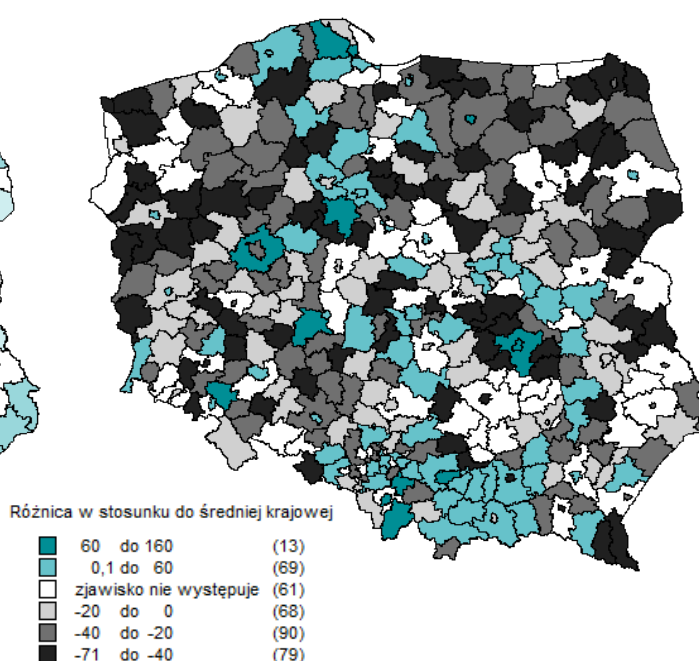 Różnica w stosunku do średniej krajowej
60 do 160 (13)
0,1 do 60 (69)
zjawisko nie występuje (61)
-20 do 0 (68)
-40 do -20 (90)
-71 do -40 (79)